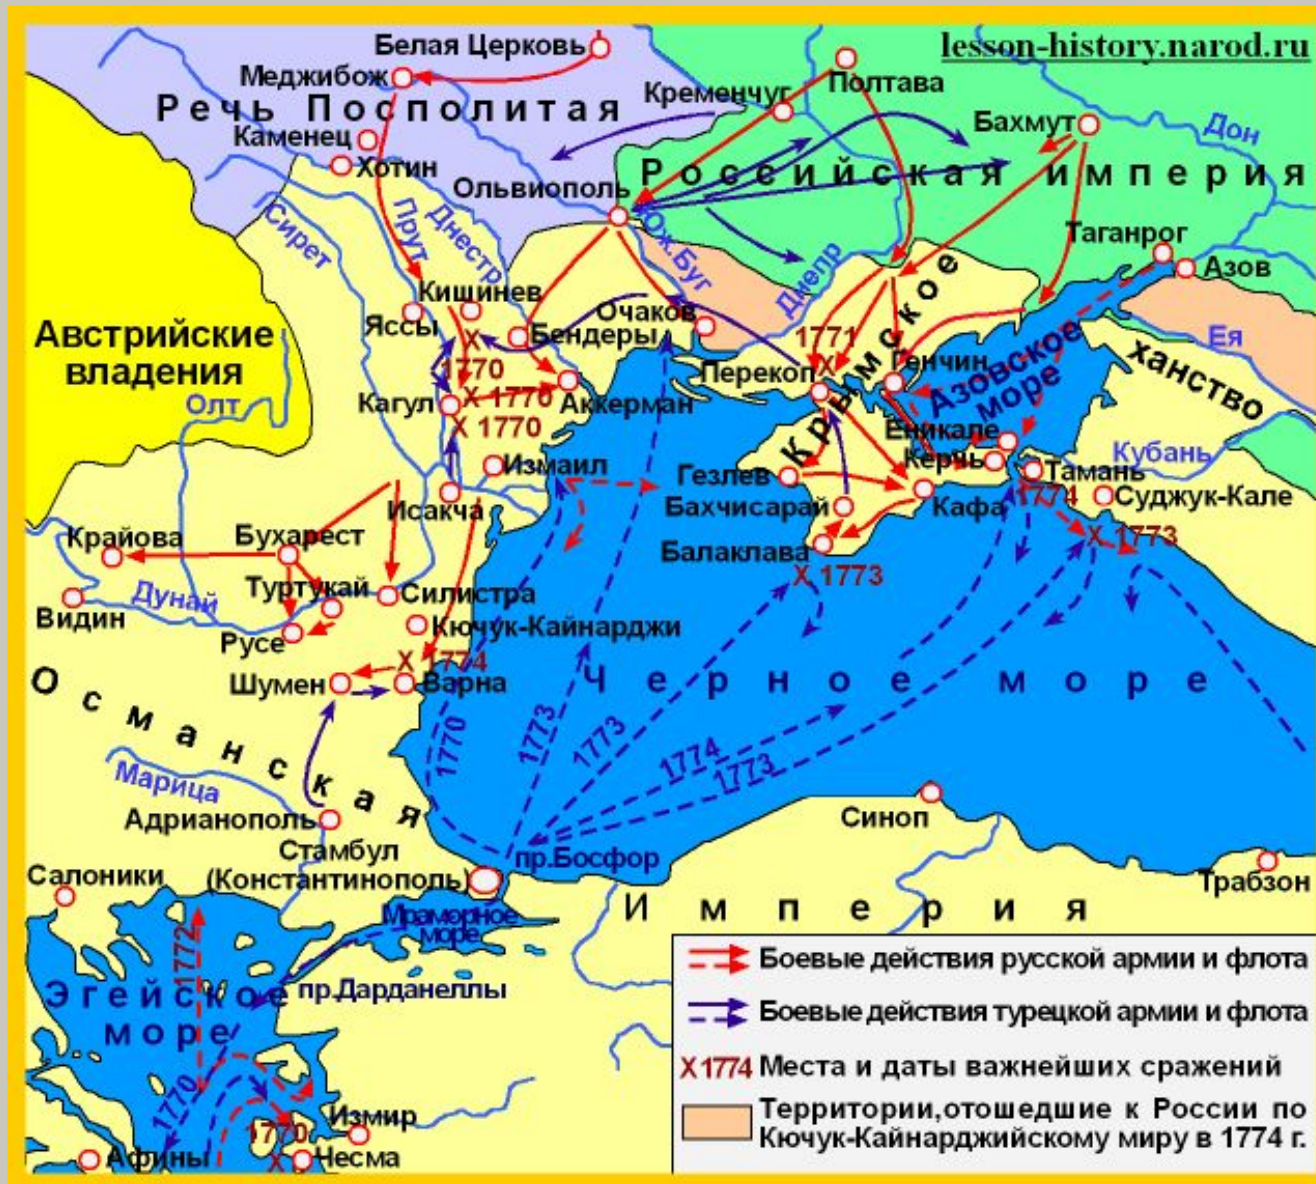 lesson-history.narod.ru
Белая Церковь
Полтава
Меджибож
Кременчуг
Речь Посполитая
Бахмут
Дон
Каменец
Хотин
Российская империя
Ольвиополь
Сирет
Прут
Днестр
Юж.Буг
Днепр
Таганрог
Азов
Кишинев
Яссы
Бендеры
Очаков
1771
X
Крымское
ханство
Ея
Австрийские
владения
X
1770
Генчин
Перекоп
Азовское
море
Олт
Кагул
X 1770
Аккерман
X 1770
Еникале
Керчь
Кубань
Измаил
Гезлев
Тамань
1774
Суджук-Кале
Исакча
Бахчисарай
Кафа
Крайова
Бухарест
Балаклава
X 1773
X 1773
Дунай
Туртукай
Силистра
Видин
Русе
Кючук-Кайнарджи
X 1774
Шумен
Варна
Черное море
Османская
1770
1773
1773
1774
1773
Марица
Адрианополь
Синоп
Стамбул
(Константинополь)
пр.Босфор
Салоники
Трабзон
Империя
Мраморное
море
1772
Эгейское
море
пр.Дарданеллы
1770
1770
X
Измир
Афины
Чесма
Боевые действия русской армии и флота
Боевые действия турецкой армии и флота
X 1774 Места и даты важнейших сражений
Территории,отошедшие к России по
Кючук-Кайнарджийскому миру в 1774 г.